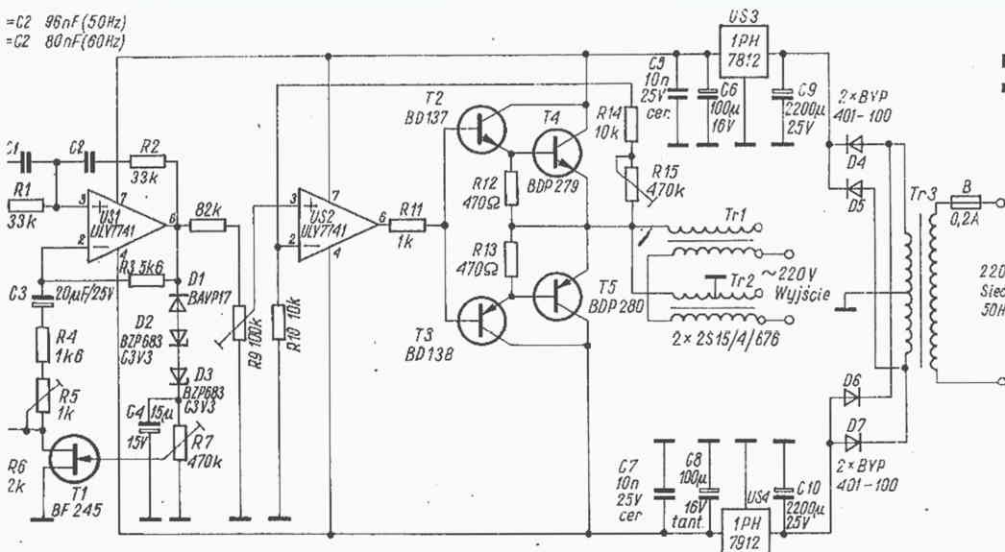 =C2 96nF(50Hz)
=C2 80nF(60Hz)
C1
C2
R2
33k
R1
33k
3
+
7
US1
ULY7741
6
2
−
4
82k
R3 5k6
C3
20µF/25V
D1
BAVP17
R4
1k6
D2
BZP683
C3V3
R5
1k
D3
BZP683
C3V3
C4
15µ
15V
R7
470k
R6
2k
T1
BF245
R9 100k
R10 10k
3
+
7
US2
ULY7741
6
2
−
4
R11
1k
T2
BD137
T4
BDP279
R12
470Ω
R13
470Ω
T3
BD138
T5
BDP280
R14
10k
R15
470k
Tr1
Tr2
~220V
Wyjście
2×2S15/4/676
C5
10n
25V
cer.
C6
100µ
16V
US3
1PH
7812
C9
2200µ
25V
2×BYP
401-100
D4
D5
Tr3
B
0,2A
220
Sieć
50H
D6
D7
2×BYP
401-100
C7
10n
25V
cer
C8
100µ
16V
tant.
US4
1PH
7912
C10
2200µ
25V